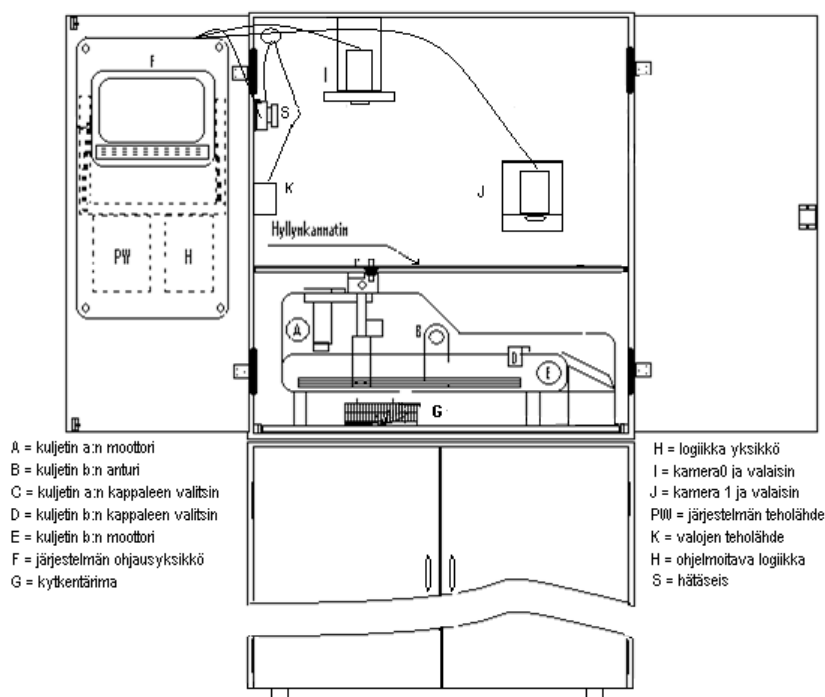 F
I
S
K
J
Hyllynkannatin
PW
H
A
B
D
E
G
A = kuljetin a:n moottori
B = kuljetin b:n anturi
C = kuljetin a:n kappaleen valitsin
D = kuljetin b:n kappaleen valitsin
E = kuljetin b:n moottori
F = järjestelmän ohjausyksikkö
G = kytkentärima
H = logiikka yksikkö
I = kamera0 ja valaisin
J = kamera 1 ja valaisin
PW = järjestelmän teholähde
K = valojen teholähde
H = ohjelmoitava logiikka
S = hätäseis